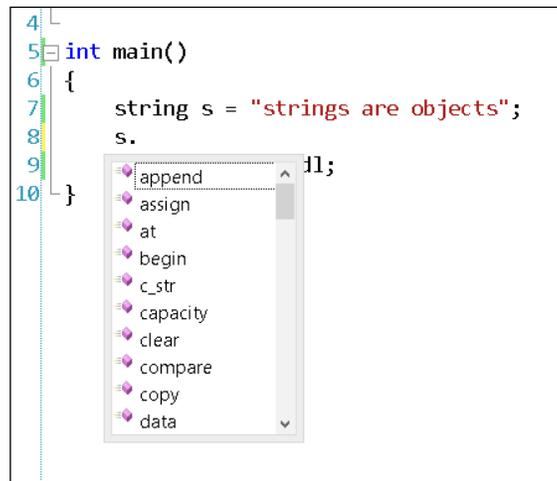 4
5 int main()
6 {
7 string s = "strings are objects";
8 s.
9 dl;
10 }
append
assign
at
begin
c_str
capacity
clear
compare
copy
data